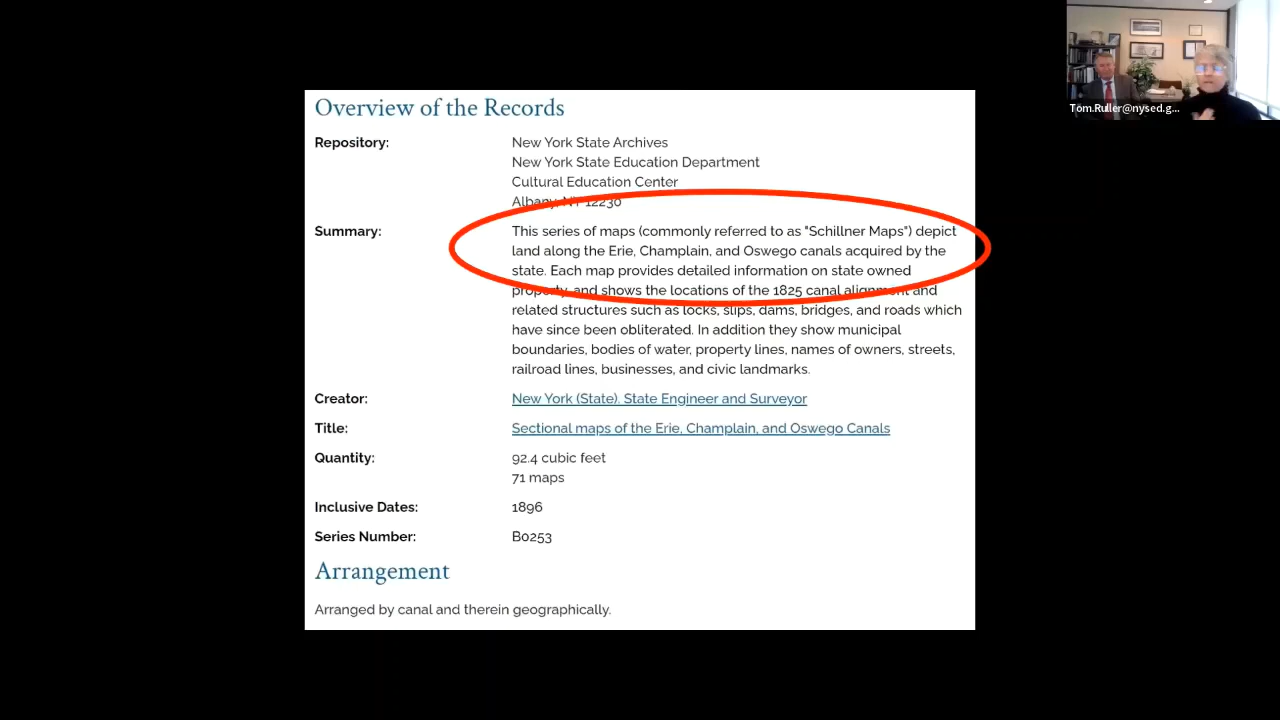 Overview of the Records
Repository:
New York State Archives
New York State Education Department
Cultural Education Center
Albany, NY 12230
Summary:
This series of maps (commonly referred to as "Schillner Maps") depict
land along the Erie, Champlain, and Oswego canals acquired by the
state. Each map provides detailed information on state owned
property, and shows the locations of the 1825 canal alignment and
related structures such as locks, slips, dams, bridges, and roads which
have since been obliterated. In addition they show municipal
boundaries, bodies of water, property lines, names of owners, streets,
railroad lines, businesses, and civic landmarks.
Creator:
New York (State). State Engineer and Surveyor
Title:
Sectional maps of the Erie, Champlain, and Oswego Canals
Quantity:
92.4 cubic feet
71 maps
Inclusive Dates:
1896
Series Number:
B0253
Arrangement
Arranged by canal and therein geographically.
Tom.Ruller@nysed.g...